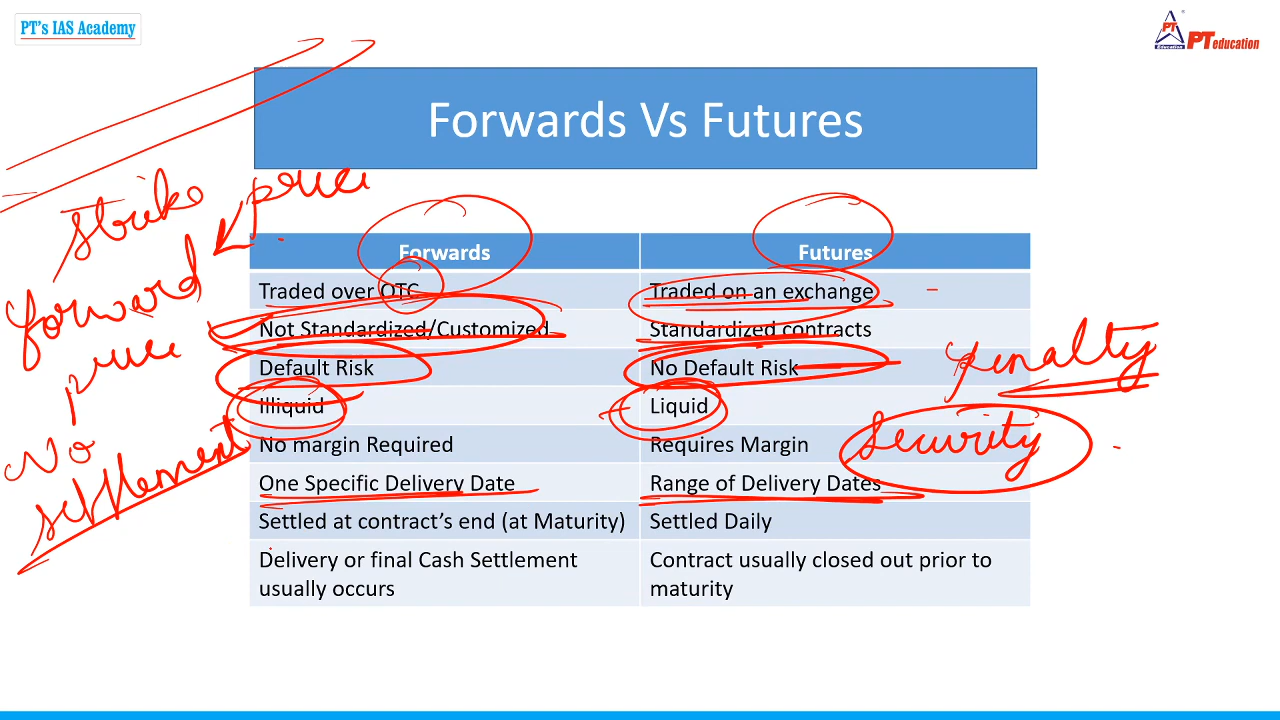 PT's IAS Academy
PT
Education
PT education
Forwards Vs Futures
Strike price
forward
price
No
settlement
Forwards Futures
Traded over OTC Traded on an exchange
Not Standardized/Customized Standardized contracts
Default Risk No Default Risk
Illiquid Liquid
No margin Required Requires Margin
One Specific Delivery Date Range of Delivery Dates
Settled at contract's end (at Maturity) Settled Daily
Delivery or final Cash Settlement Contract usually closed out prior to
usually occurs maturity
penalty
Security